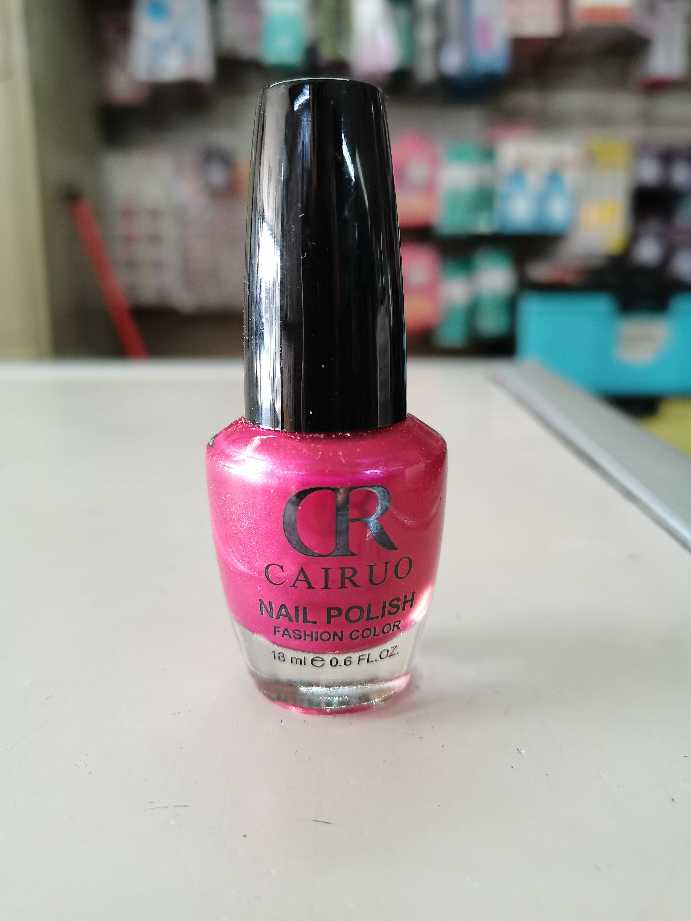 CR
CAIRUO
NAIL POLISH
FASHION COLOR
18 ml ℮ 0.6 FL.OZ.